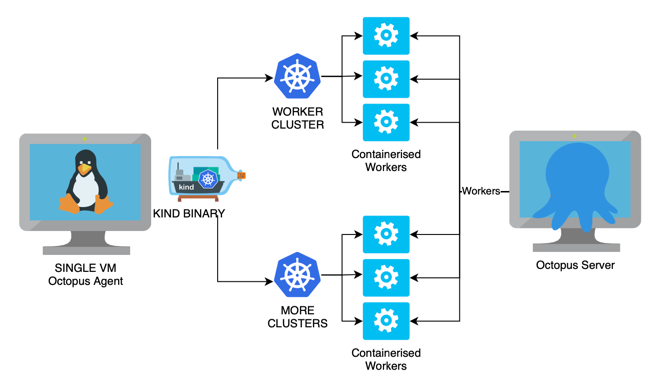 WORKER
CLUSTER
Containerised
Workers
kind
KIND BINARY
Workers
SINGLE VM
Octopus Agent
Octopus Server
MORE
CLUSTERS
Containerised
Workers